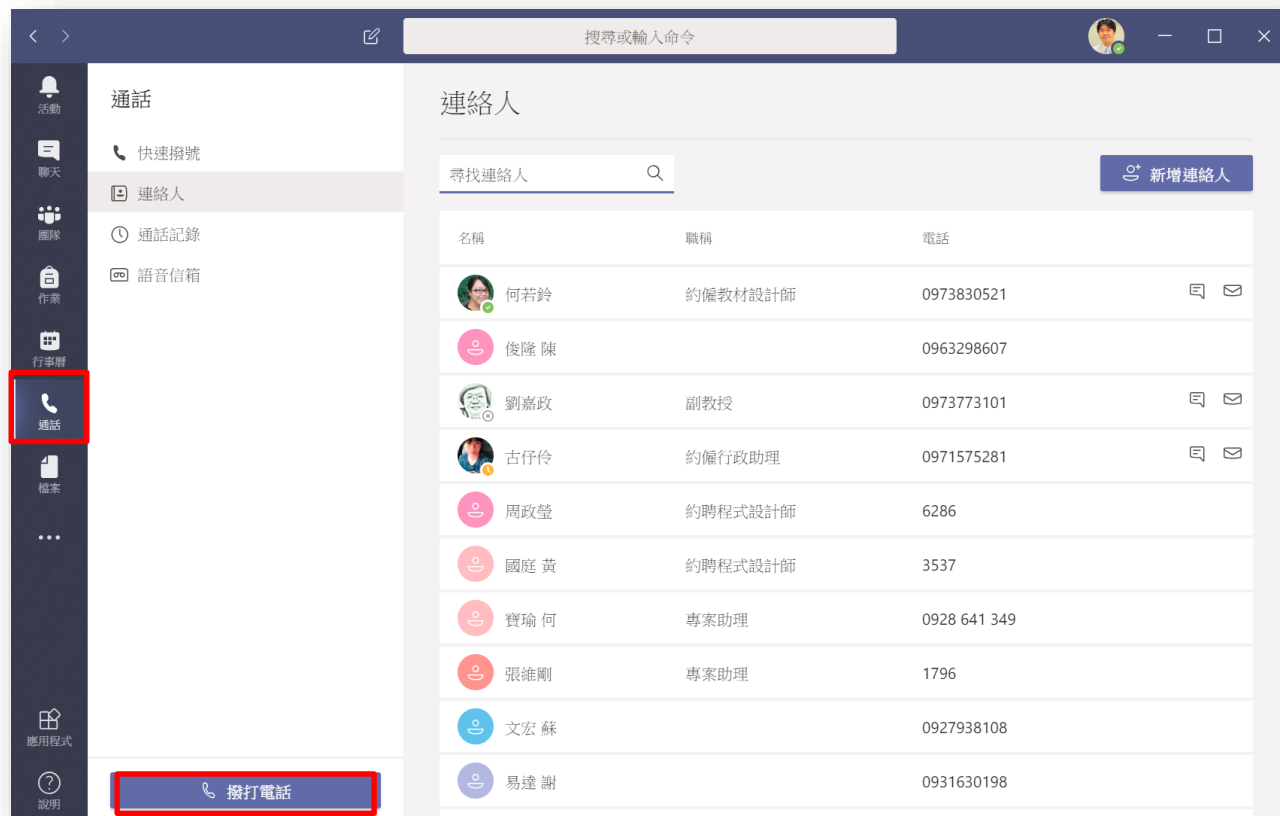 搜尋或輸入命令
活動
聊天
團隊
作業
行事曆
通話
檔案
應用程式
說明
通話
快速撥號
連絡人
通話記錄
語音信箱
撥打電話
連絡人
尋找連絡人
新增連絡人
名稱 職稱 電話
何若鈴 約僱教材設計師 0973830521
俊隆 陳 0963298607
劉嘉政 副教授 0973773101
古伃伶 約僱行政助理 0971575281
周政瑩 約聘程式設計師 6286
國庭 黃 約聘程式設計師 3537
寶瑜 何 專案助理 0928 641 349
張維剛 專案助理 1796
文宏 蘇 0927938108
易達 謝 0931630198